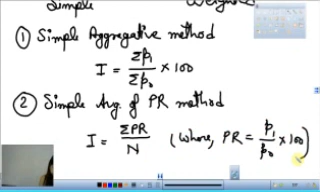 Simple Weighted
① Simple Aggregative method
I = Σp₁/Σp₀ × 100
② Simple Avg. of PR method
I = ΣPR/N (Where, PR = p₁/p₀ × 100)